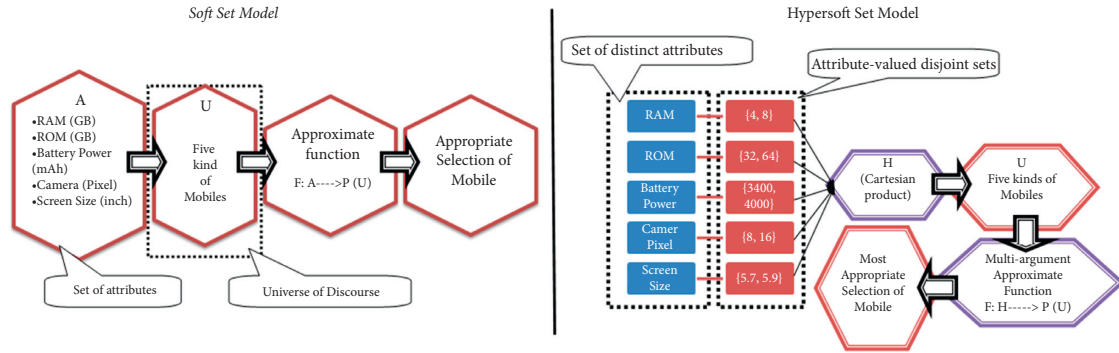 Soft Set Model
A
•RAM (GB)
•ROM (GB)
•Battery Power
(mAh)
•Camera (Pixel)
•Screen Size (inch)
U
Five
kind
of
Mobiles
Approximate
function
F: A---->P (U)
Appropriate
Selection of
Mobile
Set of attributes
Universe of Discourse
Hypersoft Set Model
Set of distinct attributes
Attribute-valued disjoint sets
RAM
{4, 8}
ROM
{32, 64}
Battery
Power
{3400,
4000}
Camer
Pixel
{8, 16}
Screen
Size
{5.7, 5.9}
H
(Cartesian
product)
U
Five kinds of
Mobiles
Multi-argument
Approximate
Function
F: H-----> P (U)
Most
Appropriate
Selection of
Mobile